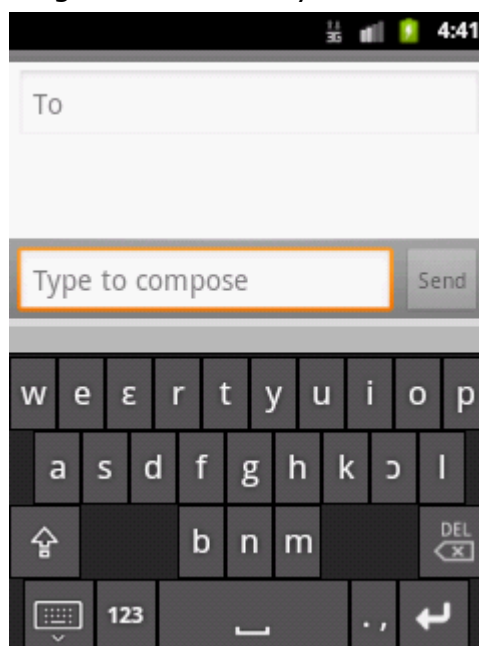 3G 4:41
To
Type to compose Send
w e ɛ r t y u i o p
a s d f g h k ɔ l
b n m DEL
123 . ,